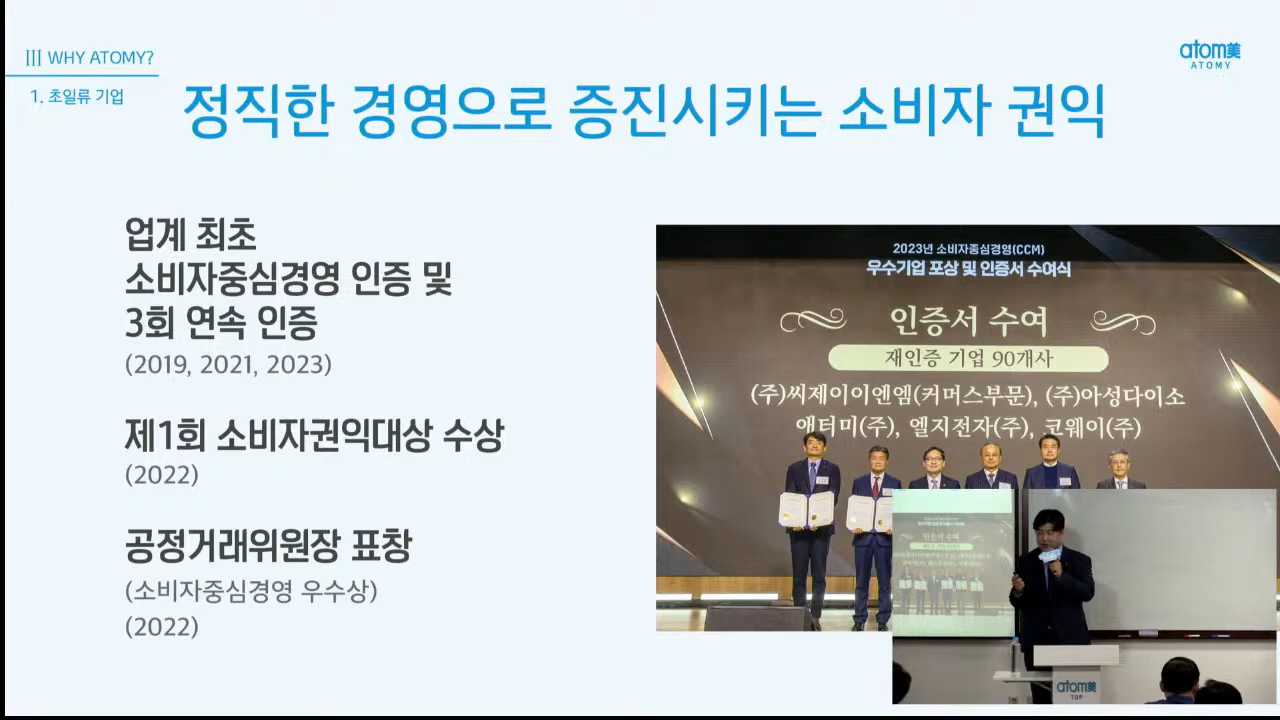 III WHY ATOMY?
1. 초일류 기업
atom美
ATOMY
정직한 경영으로 증진시키는 소비자 권익
업계 최초
소비자중심경영 인증 및
3회 연속 인증
(2019, 2021, 2023)
제1회 소비자권익대상 수상
(2022)
공정거래위원장 표창
(소비자중심경영 우수상)
(2022)
2023년 소비자중심경영(CCM)
우수기업 포상 및 인증서 수여식
인증서 수여
재인증 기업 90개사
(주)씨제이이엔엠(커머스부문), (주)아성다이소
애터미(주), 엘지전자(주), 코웨이(주)
인증서 수여
atom美
TOP